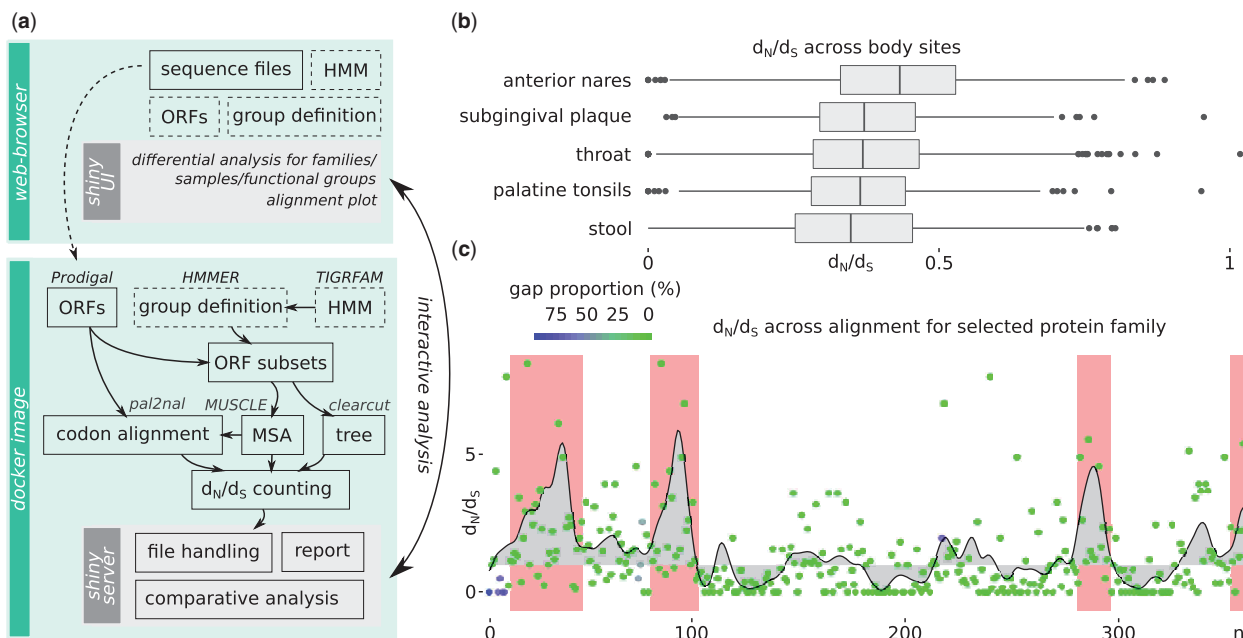 (a)
web-browser
sequence files
HMM
ORFs
group definition
shiny
UI
differential analysis for families/
samples/functional groups
alignment plot
docker image
Prodigal
HMMER
TIGRFAM
ORFs
group definition
HMM
ORF subsets
pal2nal
MUSCLE
clearcut
codon alignment
MSA
tree
dN/dS counting
shiny
server
file handling
report
comparative analysis
interactive analysis
(b)
dN/dS across body sites
anterior nares
subgingival plaque
throat
palatine tonsils
stool
0
0.5
1
dN/dS
(c)
gap proportion (%)
75 50 25 0
dN/dS across alignment for selected protein family
dN/dS
5
0
0
100
200
300